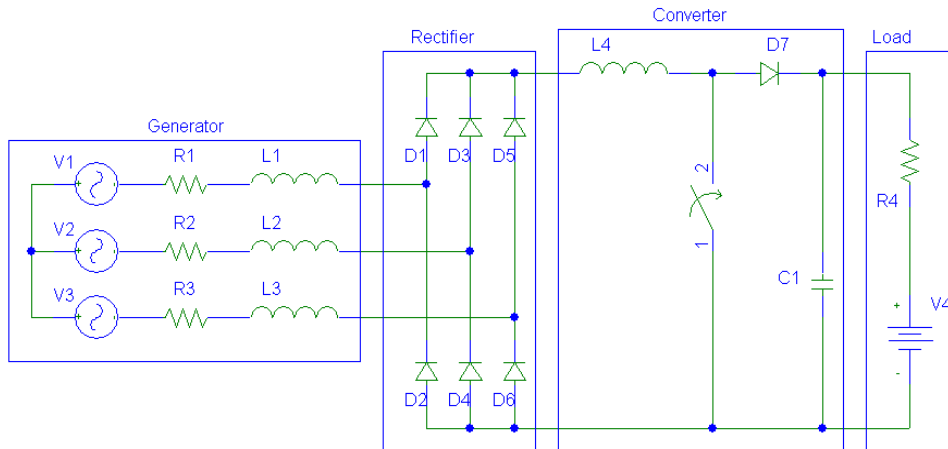 Converter
Rectifier
Load
L4
D7
Generator
D1
D3
D5
V1
R1
L1
2
V2
R2
L2
R4
1
V3
R3
L3
C1
+
V4
-
D2
D4
D6